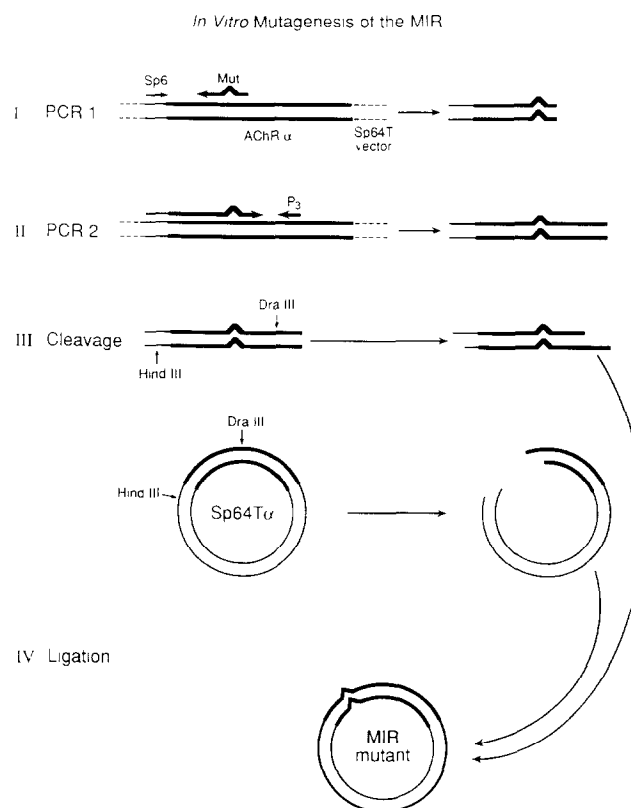 In Vitro Mutagenesis of the MIR
Sp6
Mut
I PCR 1
AChR α
Sp64T
vector
P3
II PCR 2
Dra III
III Cleavage
Hind III
Dra III
Hind III
Sp64Tα
IV Ligation
MIR
mutant